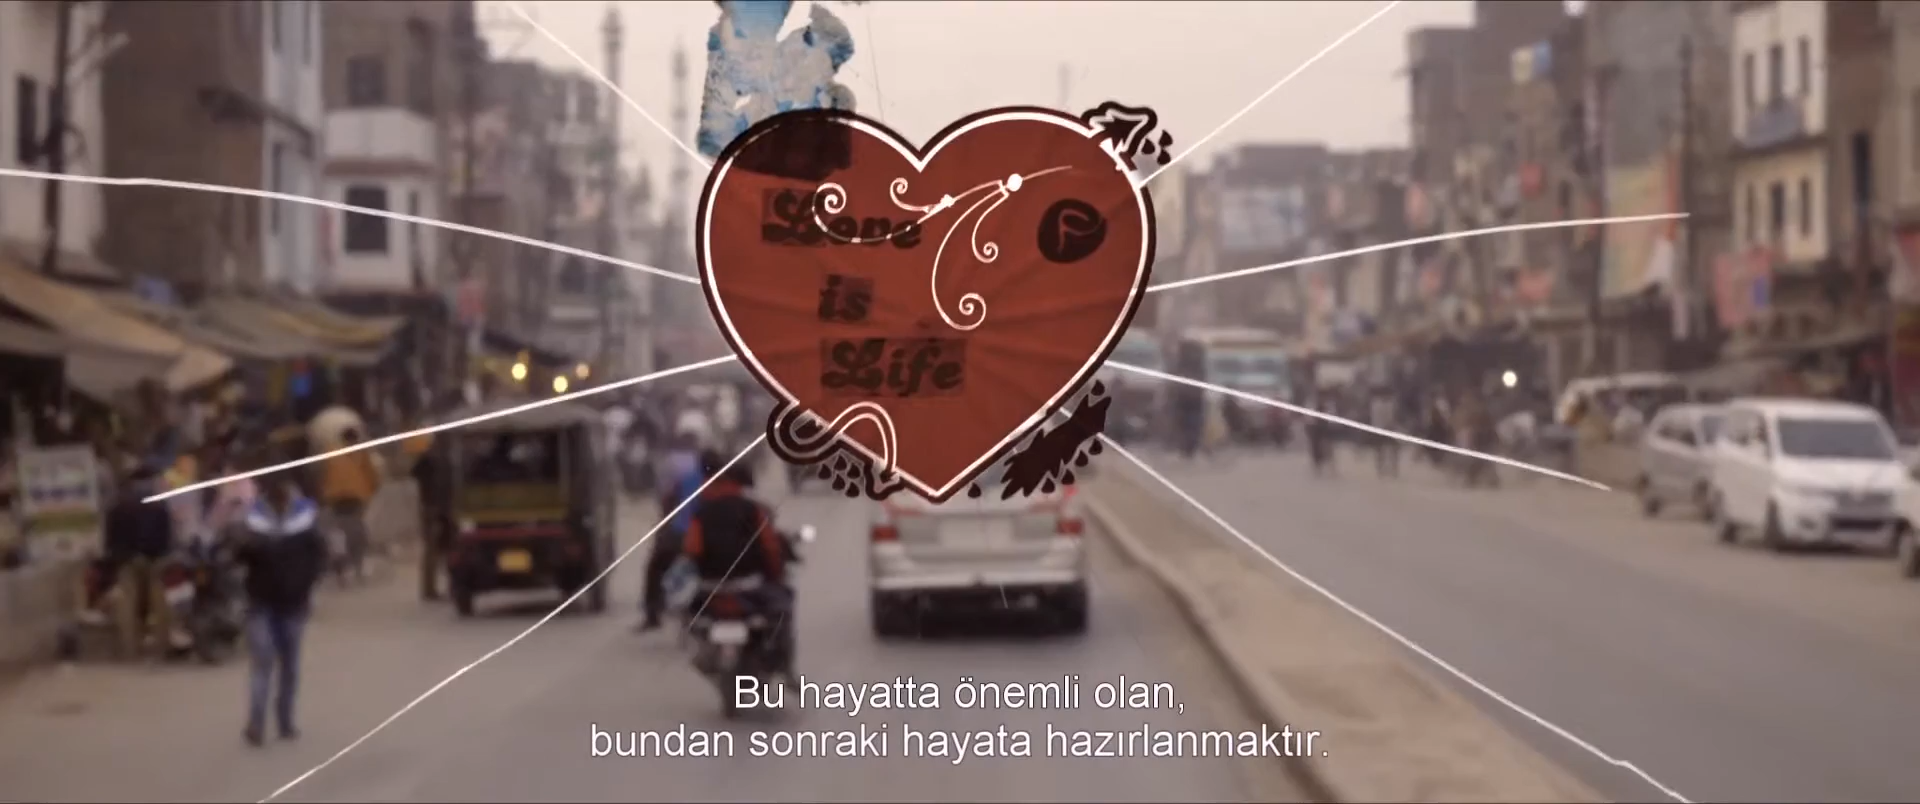 Love
is
Life
Bu hayatta önemli olan,
bundan sonraki hayata hazırlanmaktır.